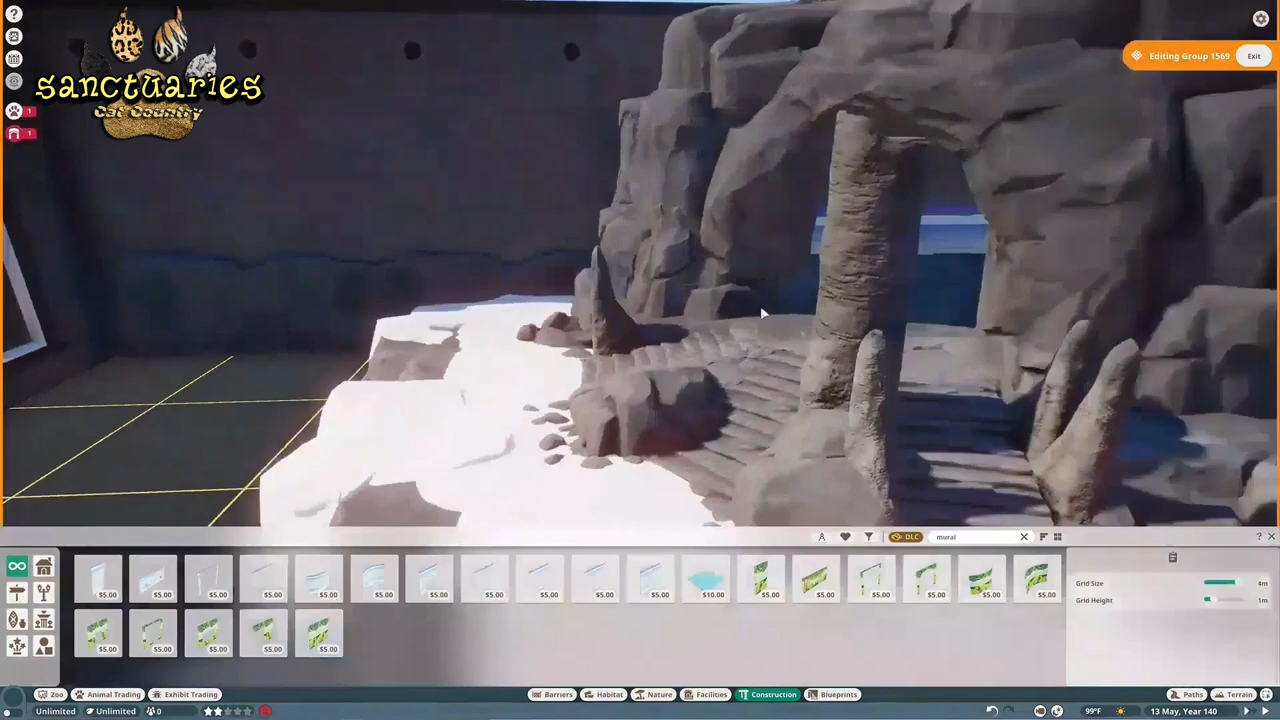 ?
sanctuaries
Cat Country
1
1
Editing Group 1569
Exit
DLC
mural
?
$5.00 $5.00 $5.00 $5.00 $5.00 $5.00 $5.00 $5.00 $5.00 $5.00 $5.00 $10.00 $5.00 $5.00 $5.00 $5.00 $5.00 $5.00
$5.00 $5.00 $5.00 $5.00 $5.00
Grid Size 4m
Grid Height 1m
Zoo Animal Trading Exhibit Trading Barriers Habitat Nature Facilities Construction Blueprints Paths Terrain
Unlimited Unlimited 0 99°F 13 May, Year 140